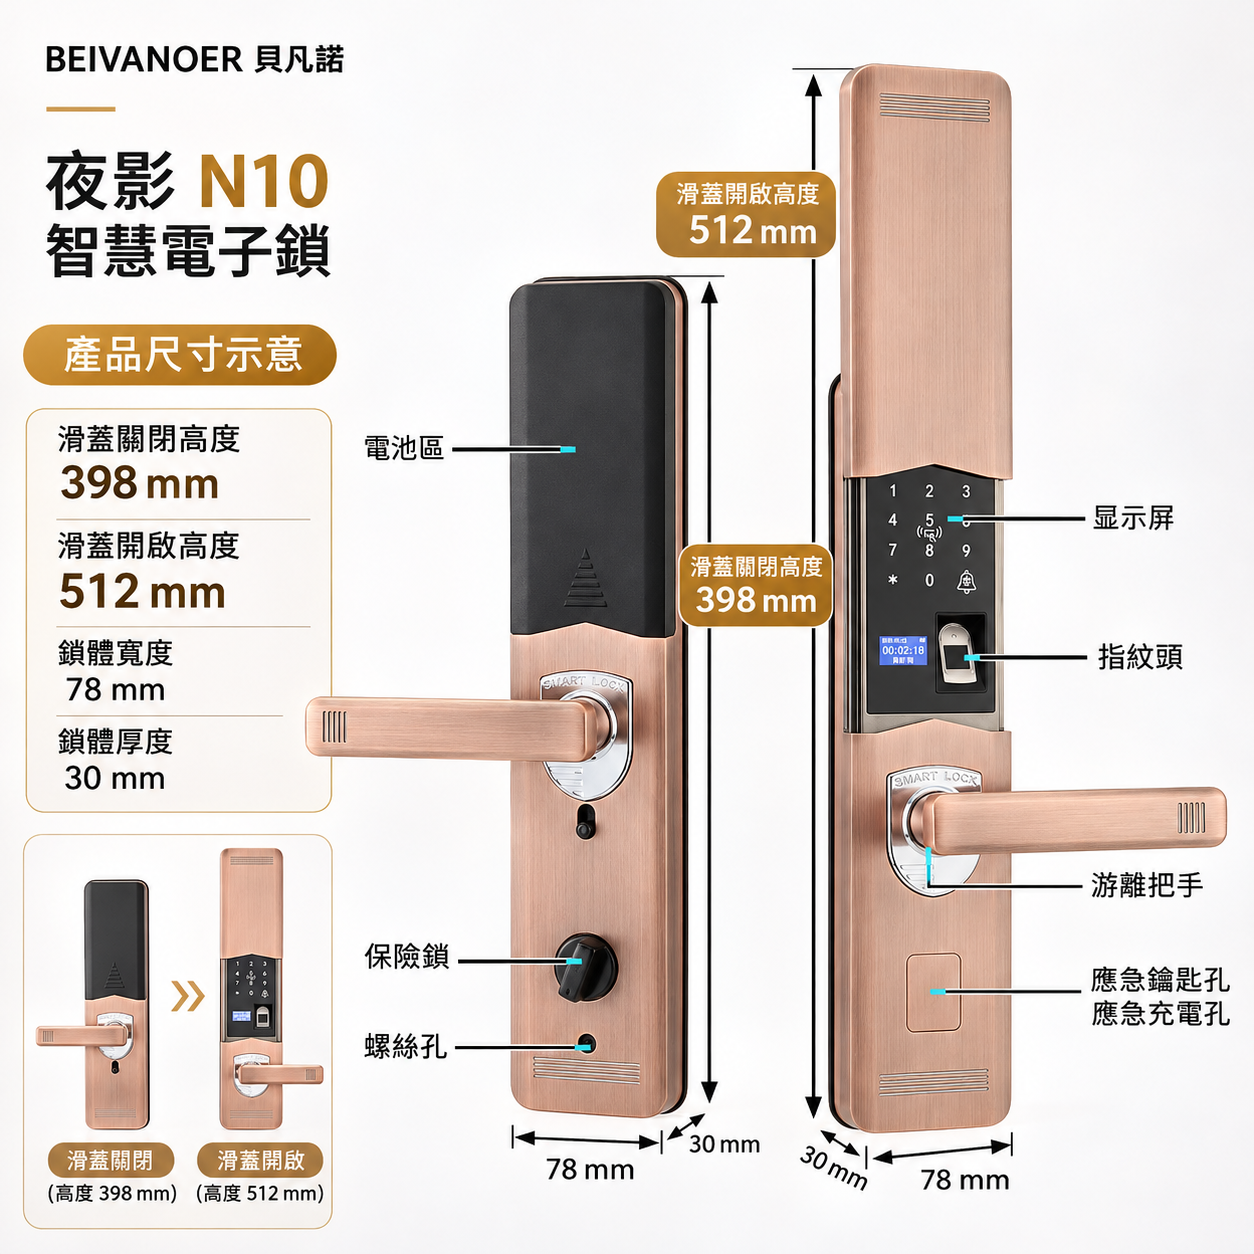 BEIVANOER 貝凡諾
夜影 N10
智慧電子鎖
產品尺寸示意
滑蓋關閉高度
398 mm
滑蓋開啟高度
512 mm
鎖體寬度
78 mm
鎖體厚度
30 mm
滑蓋關閉
(高度 398 mm)
滑蓋開啟
(高度 512 mm)
電池區
SMART LOCK
保險鎖
螺絲孔
78 mm
30 mm
滑蓋開啟高度
512 mm
滑蓋關閉高度
398 mm
1 2 3
4 5 6
7 8 9
* 0
00:02:18
SMART LOCK
显示屏
指紋頭
游離把手
應急鑰匙孔
應急充電孔
30 mm
78 mm